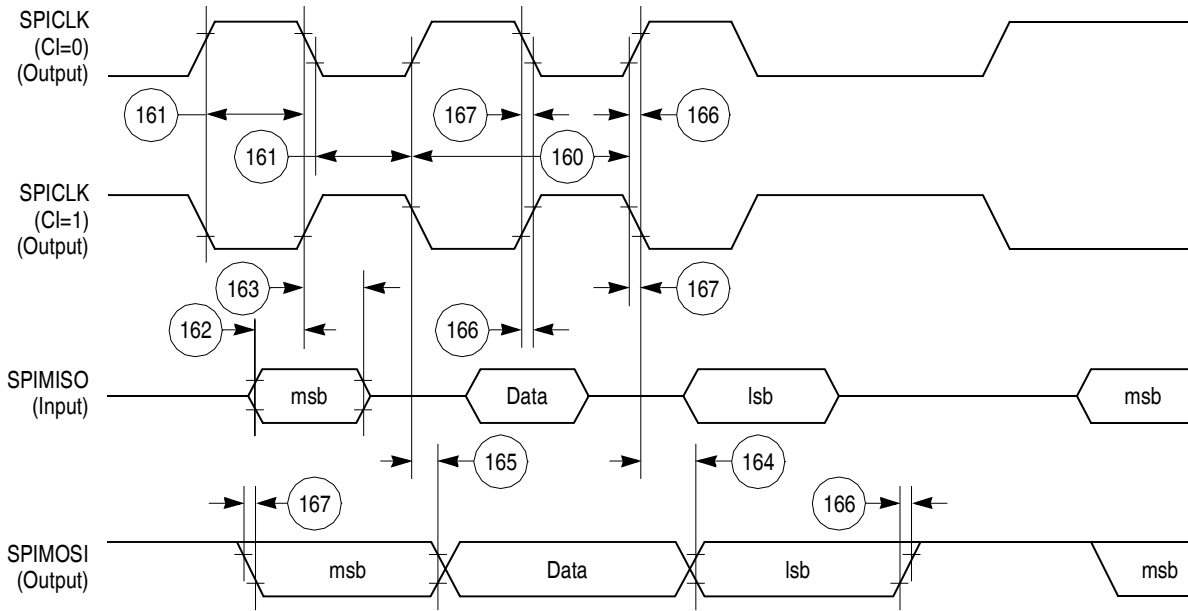 SPICLK
(CI=0)
(Output)
161
167
166
161
160
SPICLK
(CI=1)
(Output)
163
167
162
166
SPIMISO
(Input)
msb
Data
lsb
msb
165
164
167
166
SPIMOSI
(Output)
msb
Data
lsb
msb